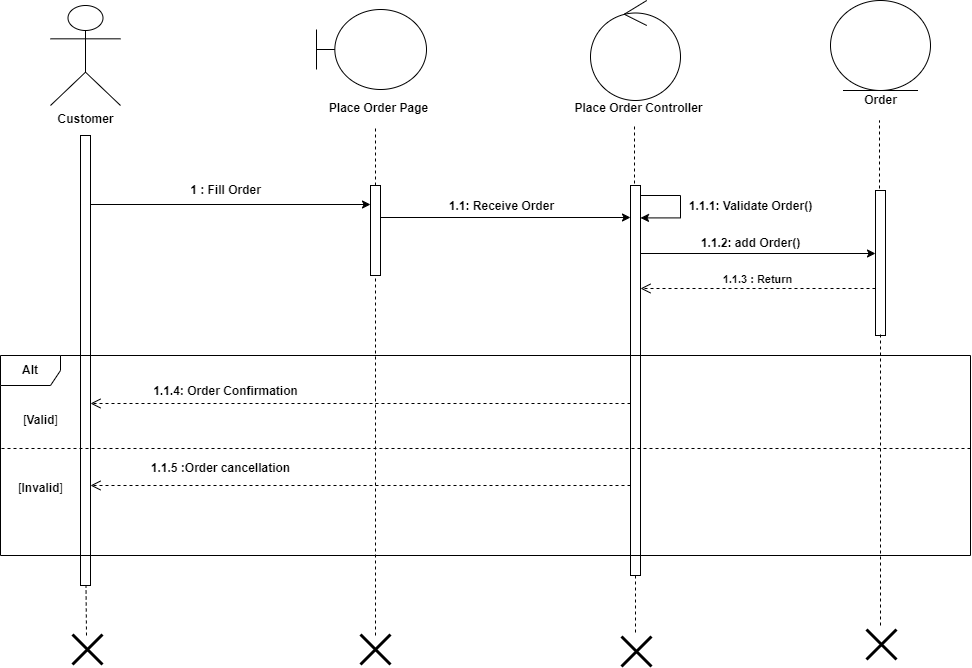 Customer
Place Order Page
Place Order Controller
Order
1 : Fill Order
1.1: Receive Order
1.1.1: Validate Order()
1.1.2: add Order()
1.1.3 : Return
Alt
1.1.4: Order Confirmation
[Valid]
1.1.5 :Order cancellation
[Invalid]